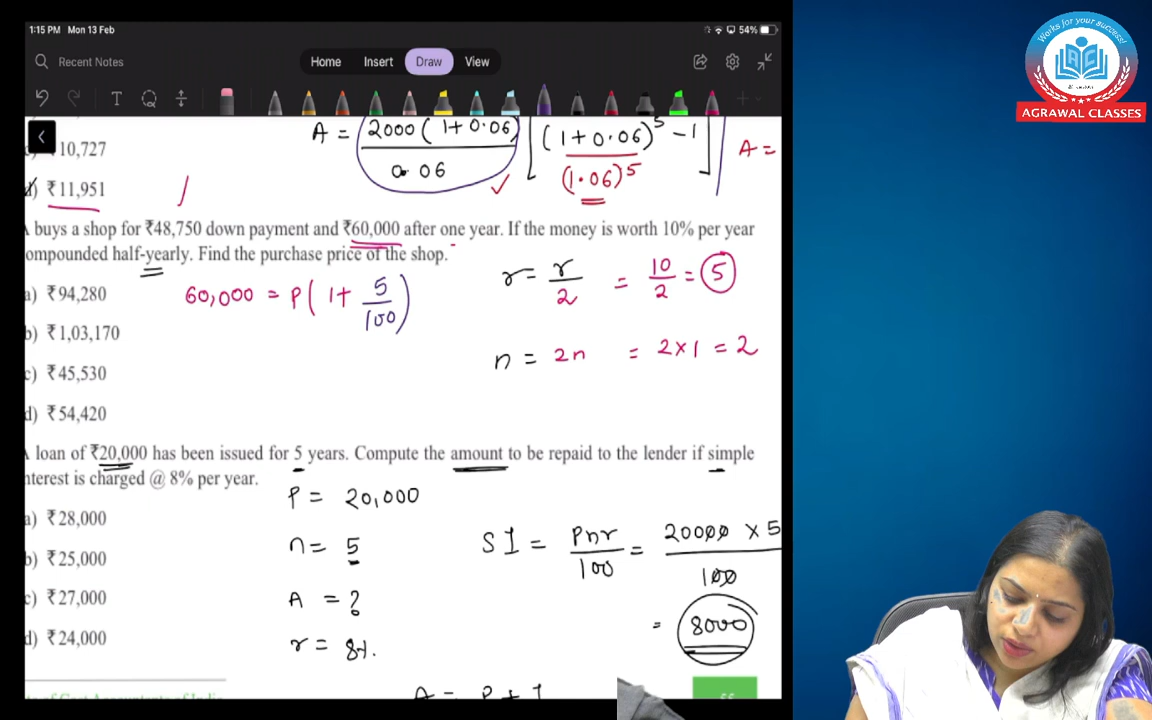 1:15 PM Mon 13 Feb
54%
Recent Notes
Home Insert Draw View
10,727
A = 2000 ( 1+ 0.06) / 0.06 [ (1+0.06)^5 - 1 / (1.06)^5 ] A =
d) ₹11,951
buys a shop for ₹48,750 down payment and ₹60,000 after one year. If the money is worth 10% per year
ompounded half-yearly. Find the purchase price of the shop.
r = r/2 = 10/2 = 5
a) ₹94,280
60,000 = P( 1+ 5/100 )
b) ₹1,03,170
n = 2n = 2×1 = 2
c) ₹45,530
d) ₹54,420
loan of ₹20,000 has been issued for 5 years. Compute the amount to be repaid to the lender if simple
nterest is charged @ 8% per year.
P = 20,000
a) ₹28,000
SI = Pnr/100 = 20000 × 5 / 100
n = 5
b) ₹25,000
A = ?
c) ₹27,000
= 8000
d) ₹24,000
r = 8%.
A = P + I
Works for your success!
AC
AGRAWAL CLASSES